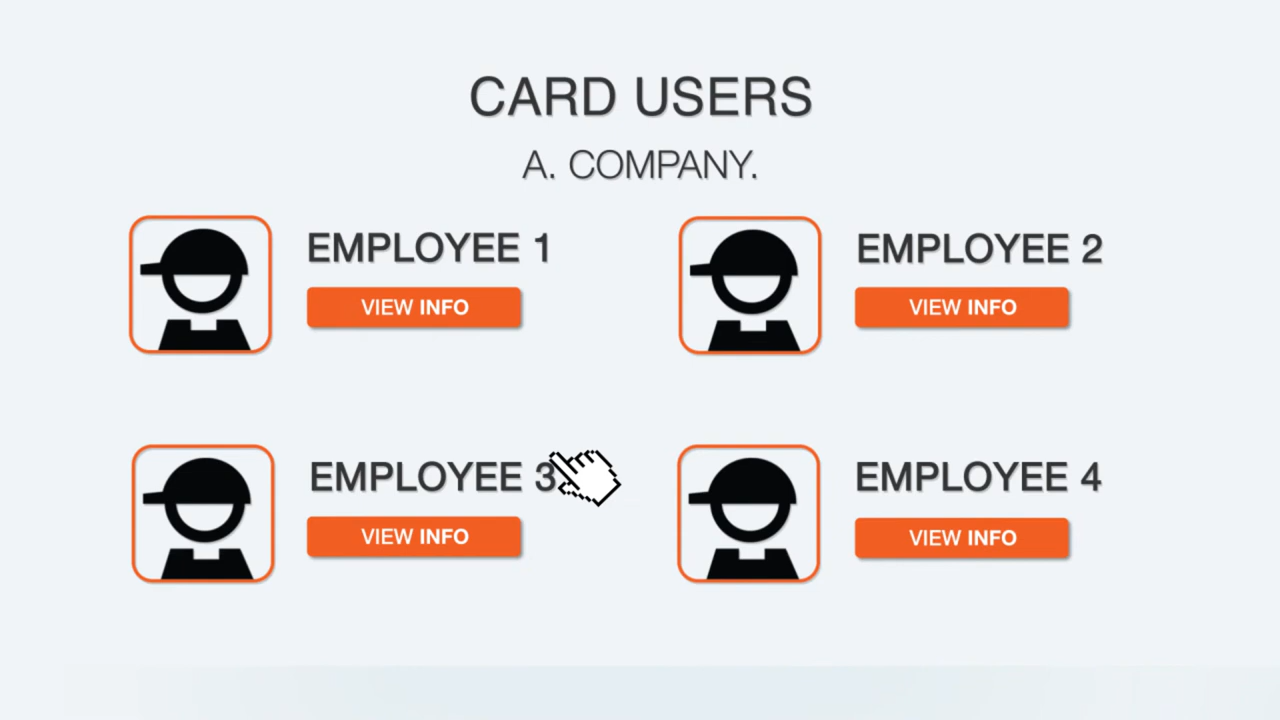 CARD USERS
A. COMPANY.
EMPLOYEE 1
VIEW INFO
EMPLOYEE 2
VIEW INFO
EMPLOYEE 3
VIEW INFO
EMPLOYEE 4
VIEW INFO